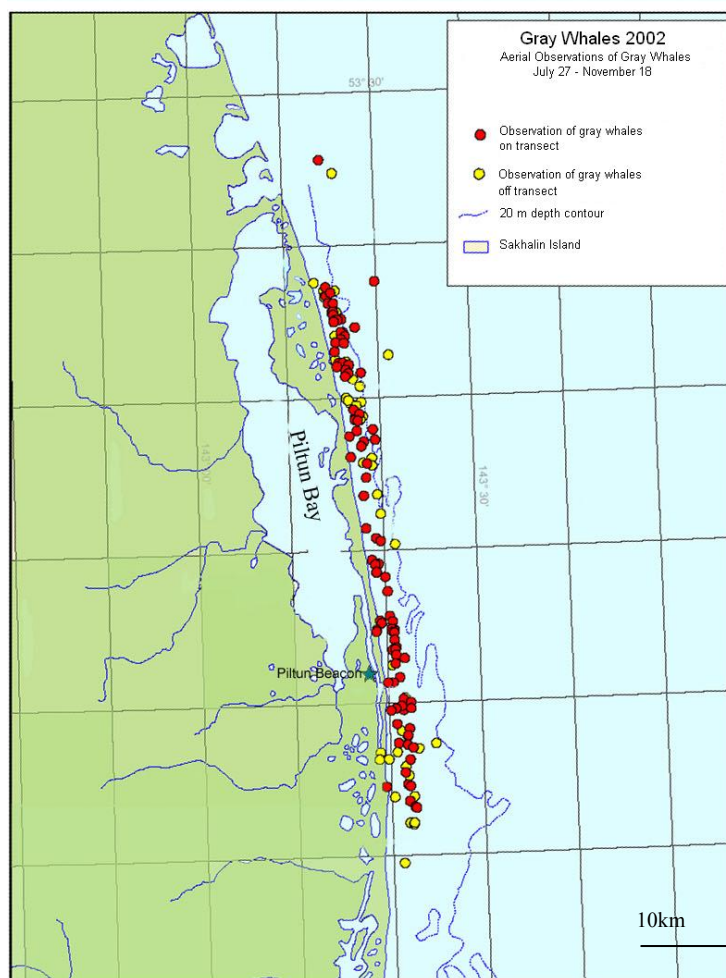 Gray Whales 2002
Aerial Observations of Gray Whales
July 27 - November 18
53° 30'
Observation of gray whales
on transect
Observation of gray whales
off transect
20 m depth contour
Sakhalin Island
Piltun Bay
143° 30'
Piltun Beacon
10km